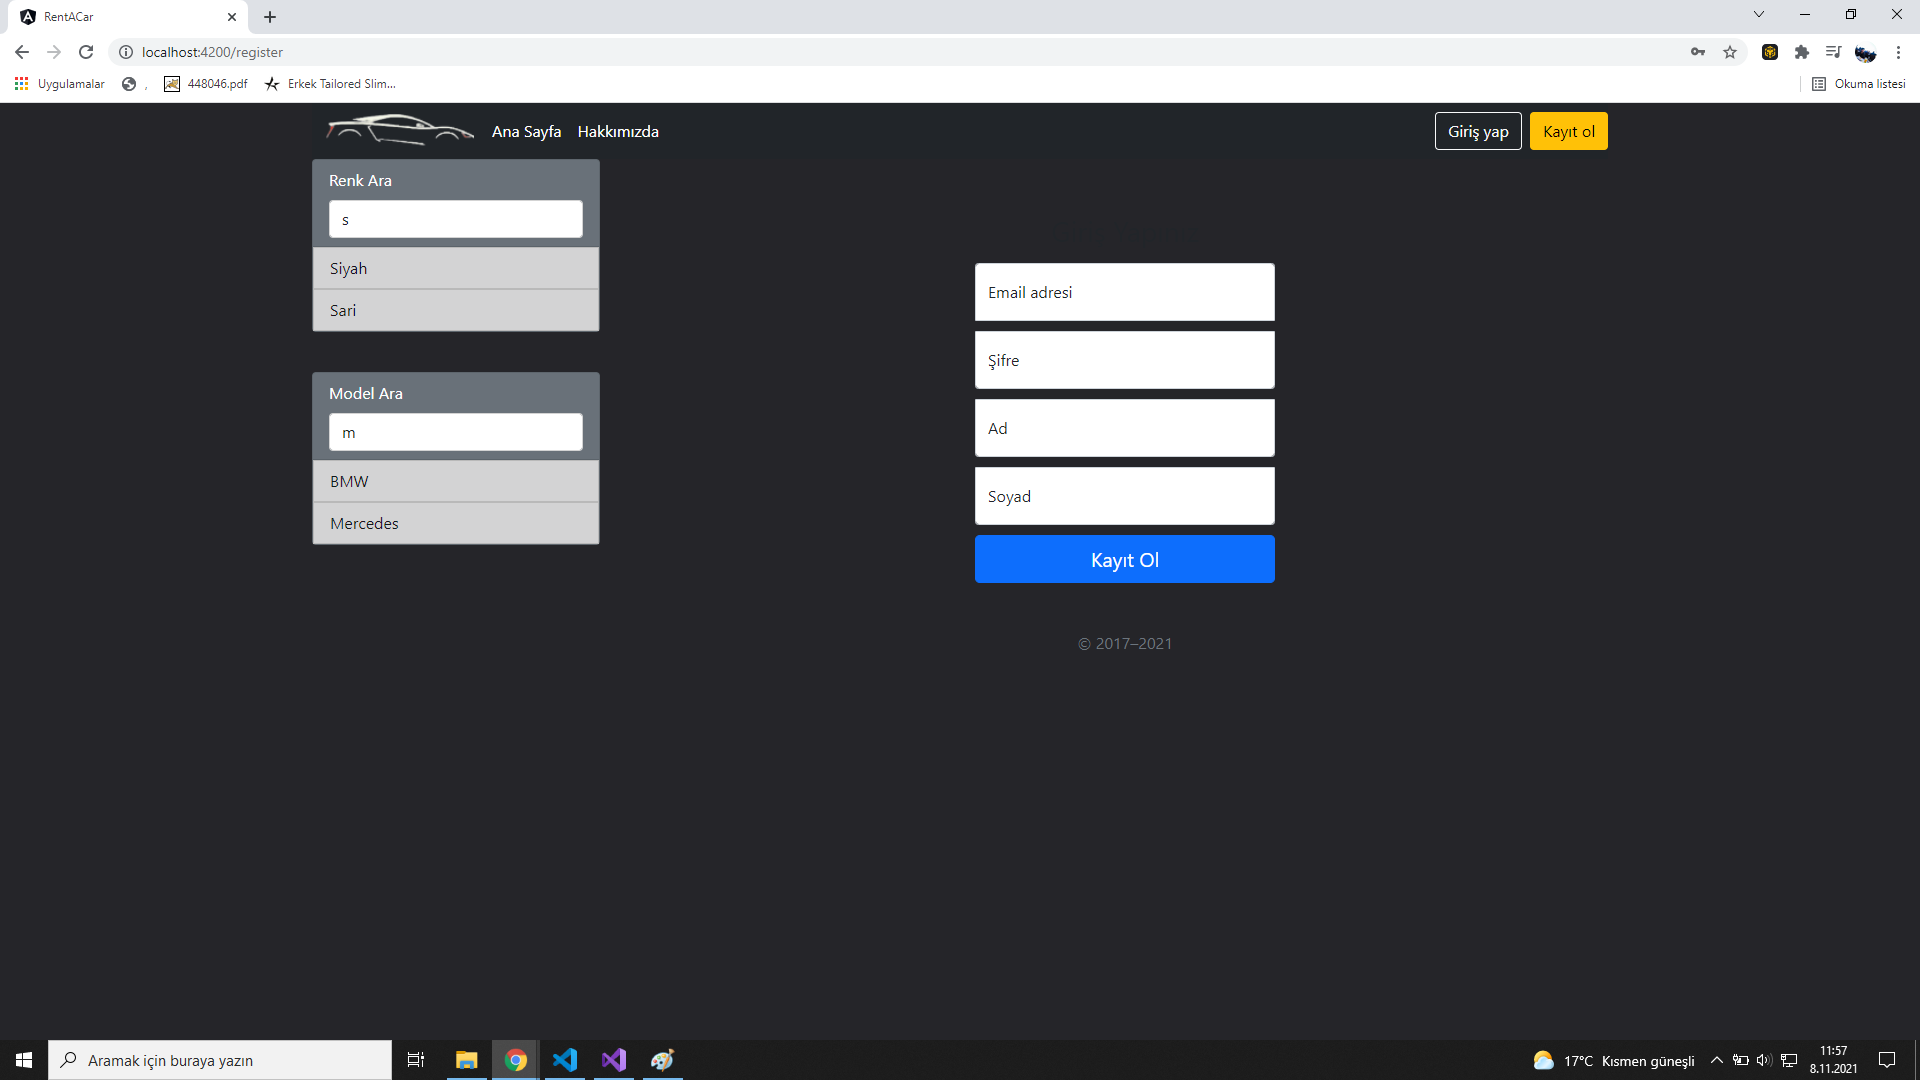 RentACar
localhost:4200/register
Uygulamalar , 448046.pdf Erkek Tailored Slim... Okuma listesi
Ana Sayfa Hakkımızda Giriş yap Kayıt ol
Renk Ara
s
Siyah
Sari
Model Ara
m
BMW
Mercedes
Email adresi
Şifre
Ad
Soyad
Kayıt Ol
© 2017–2021
Aramak için buraya yazın
17°C Kısmen güneşli
11:57
8.11.2021